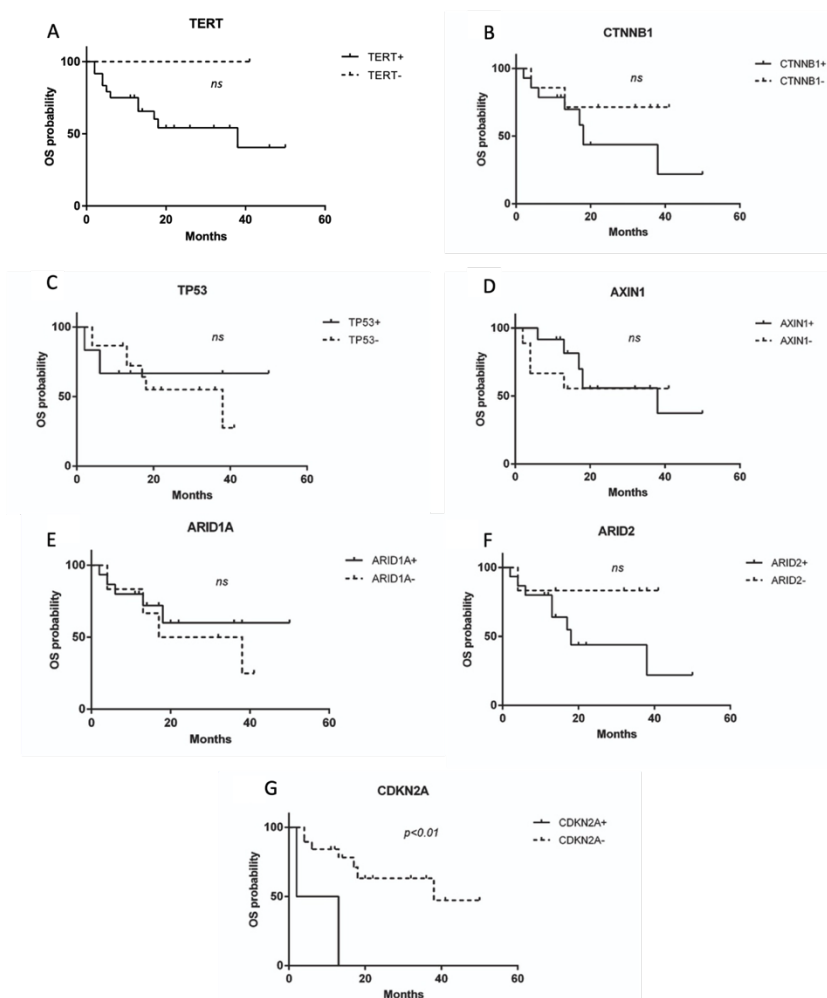 A
TERT
OS probability
100
50
0
0 20 40 60
Months
ns
TERT+
TERT-
B
CTNNB1
OS probability
100
50
0
0 20 40 60
Months
ns
CTNNB1+
CTNNB1-
C
TP53
OS probability
100
50
0
0 20 40 60
Months
ns
TP53+
TP53-
D
AXIN1
OS probability
100
50
0
0 20 40 60
Months
ns
AXIN1+
AXIN1-
E
ARID1A
OS probability
100
50
0
0 20 40 60
Months
ns
ARID1A+
ARID1A-
F
ARID2
OS probability
100
50
0
0 20 40 60
Months
ns
ARID2+
ARID2-
G
CDKN2A
OS probability
100
50
0
0 20 40 60
Months
p<0.01
CDKN2A+
CDKN2A-